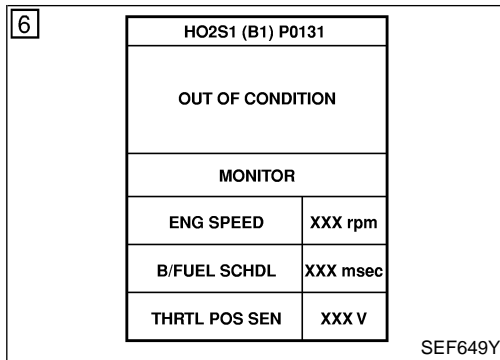 6
HO2S1 (B1) P0131
OUT OF CONDITION
MONITOR
ENG SPEED XXX rpm
B/FUEL SCHDL XXX msec
THRTL POS SEN XXX V
SEF649Y